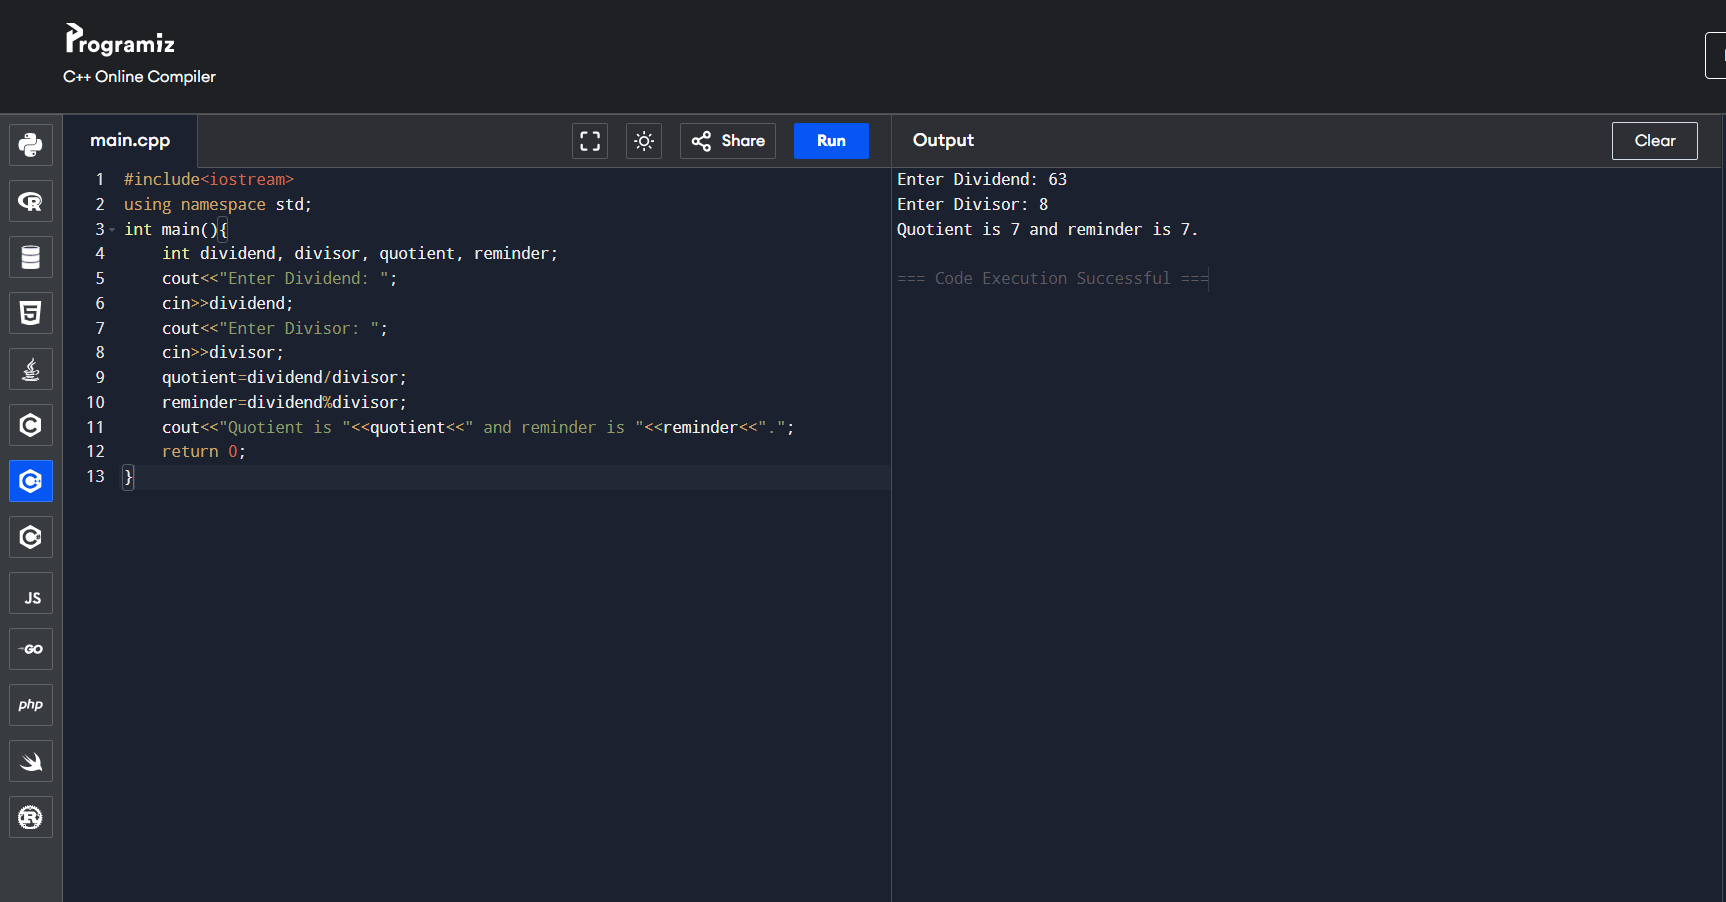 Programiz
C++ Online Compiler
main.cpp
Share
Run
Output
Clear
1 #include<iostream>
2 using namespace std;
3 int main(){
4     int dividend, divisor, quotient, reminder;
5     cout<<"Enter Dividend: ";
6     cin>>dividend;
7     cout<<"Enter Divisor: ";
8     cin>>divisor;
9     quotient=dividend/divisor;
10     reminder=dividend%divisor;
11     cout<<"Quotient is "<<quotient<<" and reminder is "<<reminder<<".";
12     return 0;
13 }
Enter Dividend: 63
Enter Divisor: 8
Quotient is 7 and reminder is 7.
=== Code Execution Successful ===
R
5
C
C+
C
JS
GO
php
R